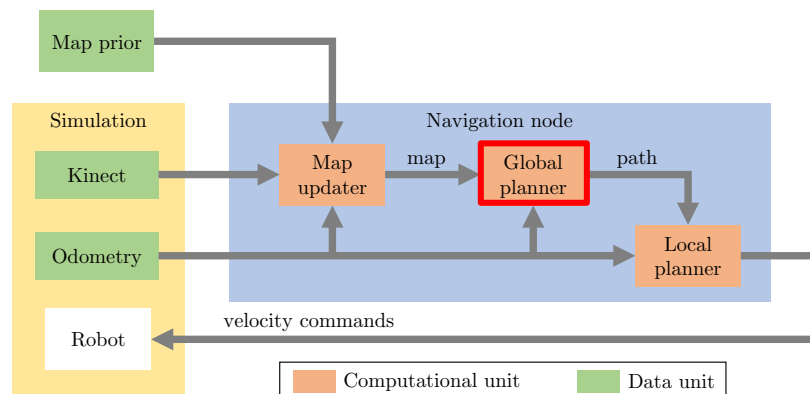 Map prior
Simulation
Navigation node
Kinect
Map
updater
map
Global
planner
path
Odometry
Local
planner
Robot
velocity commands
Computational unit
Data unit